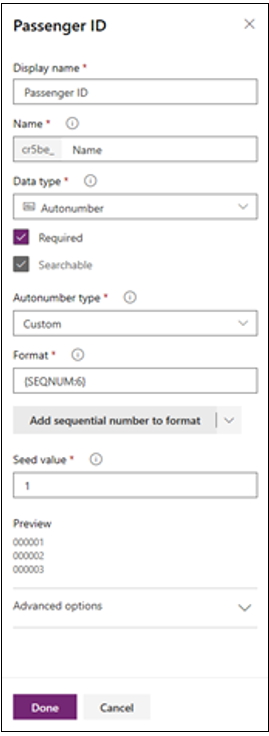 Passenger ID
Display name *
Passenger ID
Name *
cr5be_ Name
Data type *
Autonumber
Required
Searchable
Autonumber type *
Custom
Format *
{SEQNUM:6}
Add sequential number to format
Seed value *
1
Preview
000001
000002
000003
Advanced options
Done Cancel